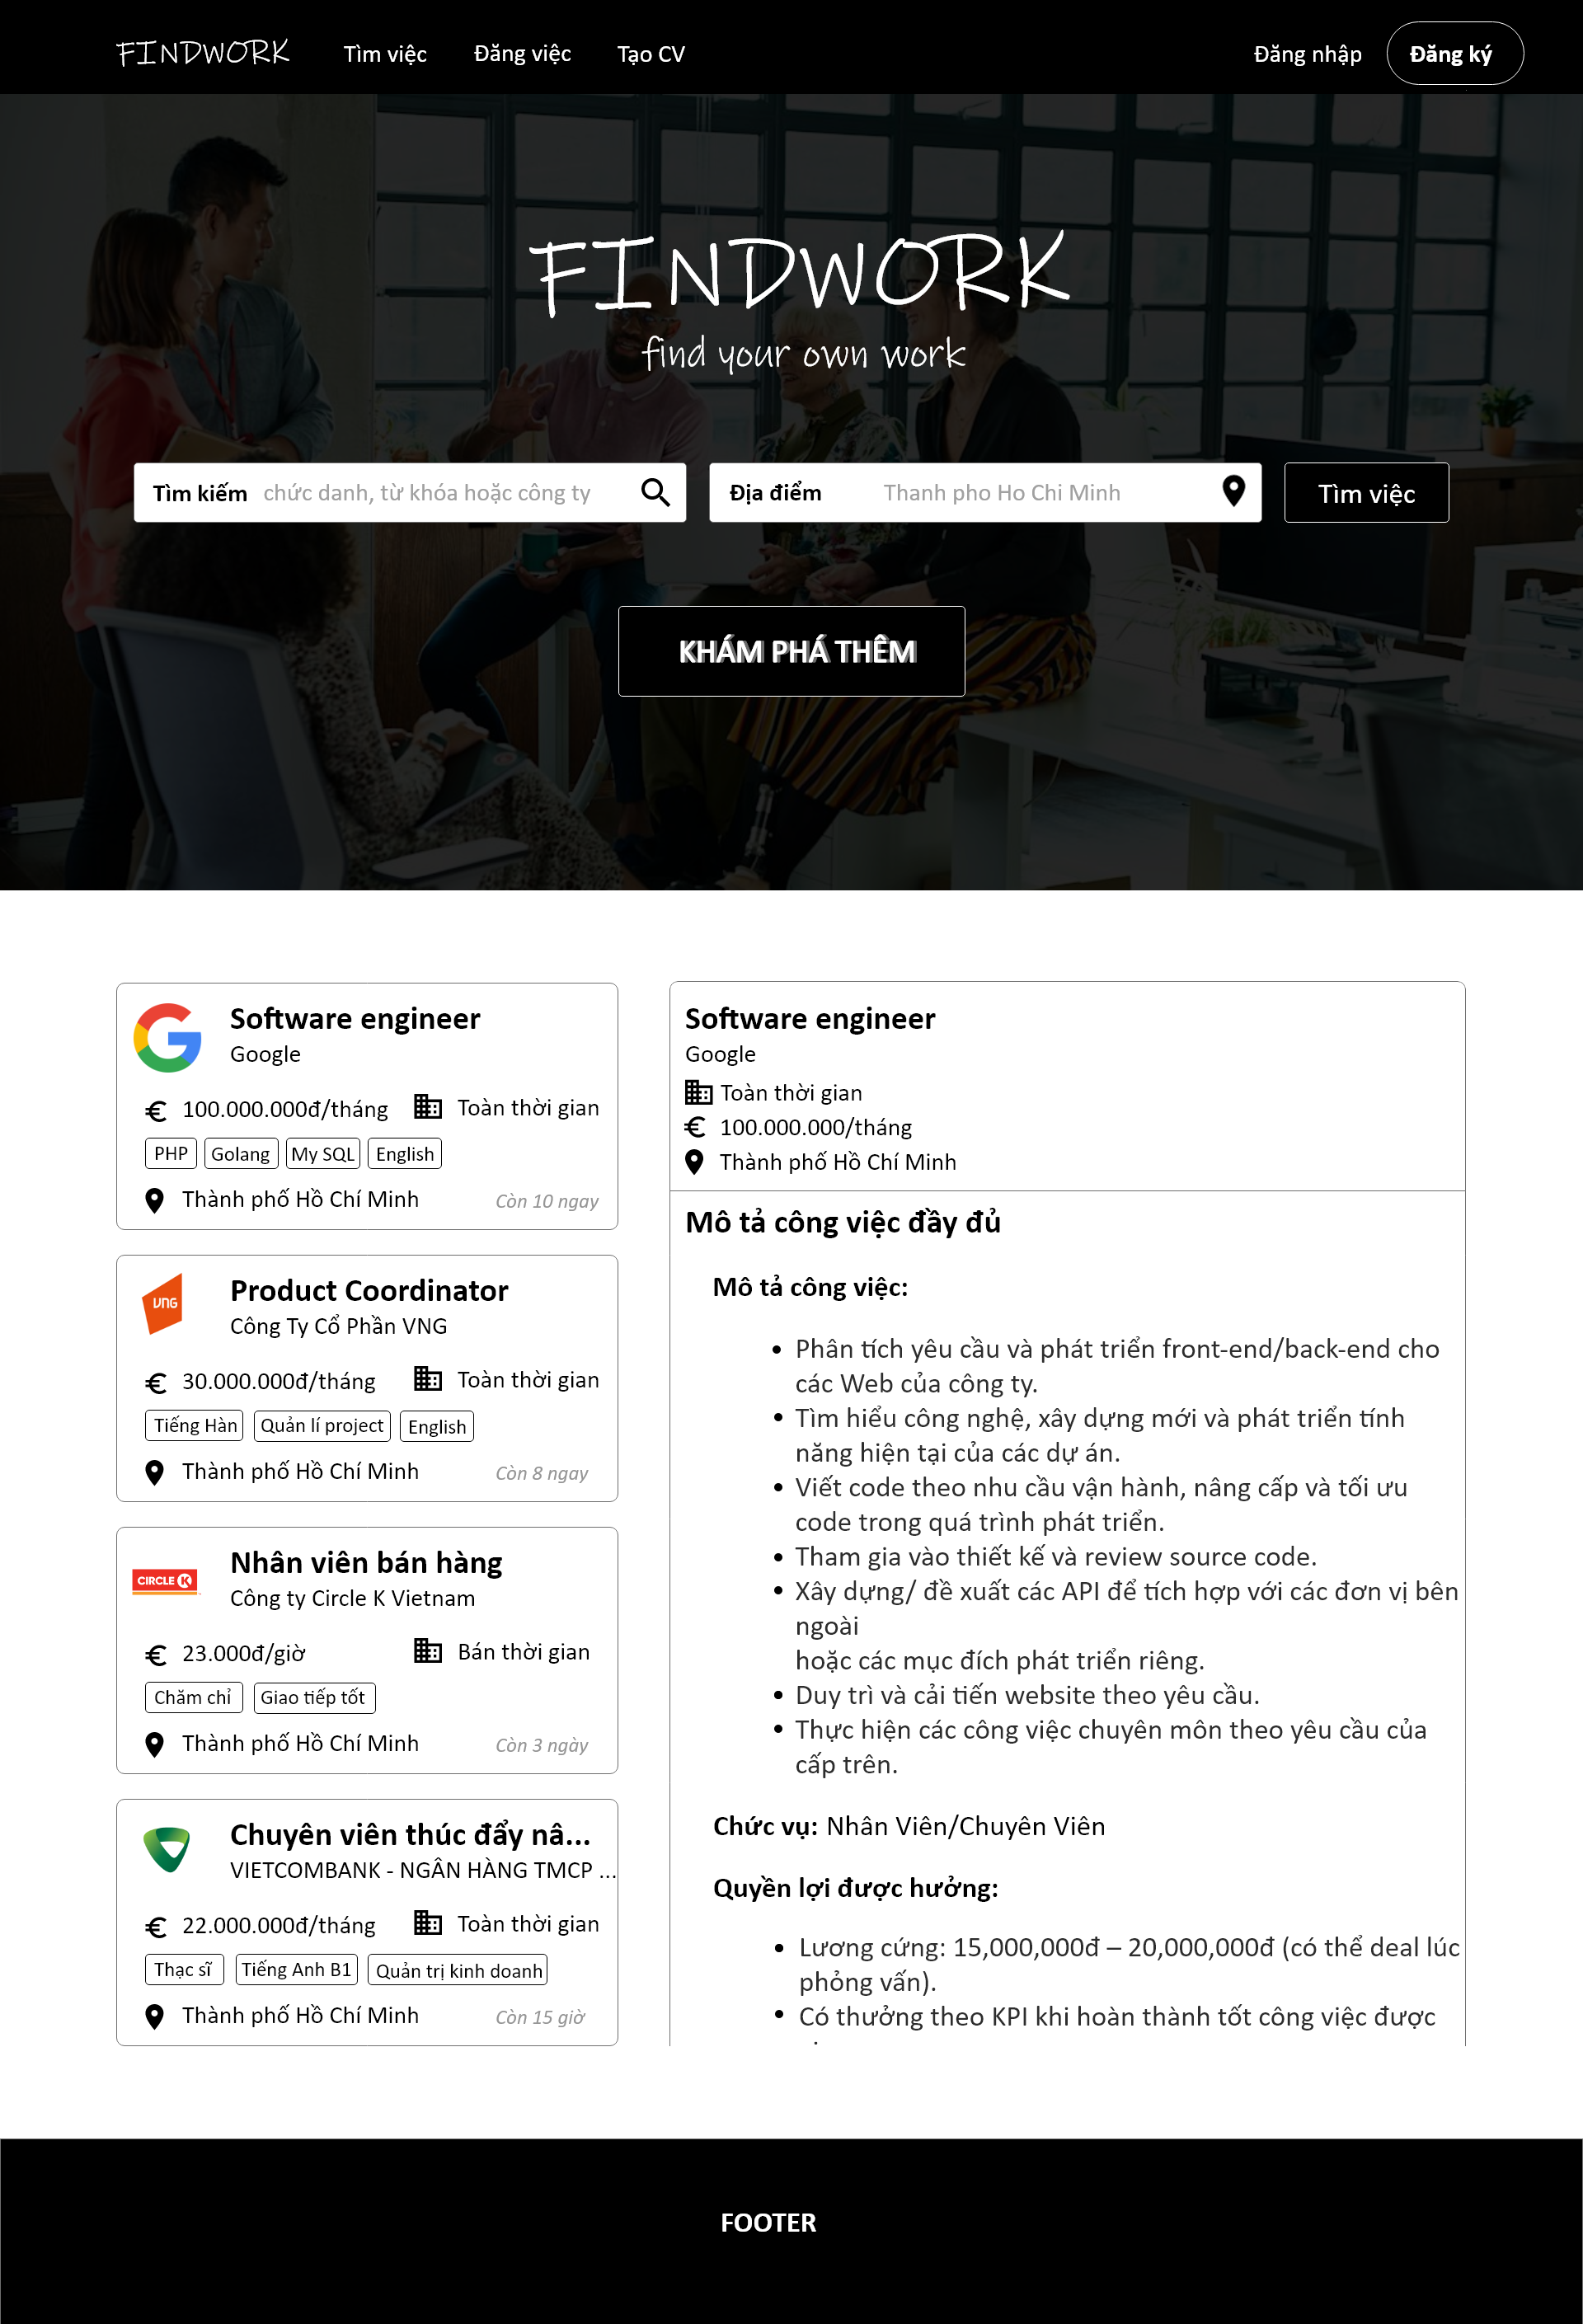 FINDWORK Tìm việc Đăng việc Tạo CV Đăng nhập Đăng ký
FINDWORK
find your own work
Tìm kiếm chức danh, từ khóa hoặc công ty Địa điểm Thanh pho Ho Chi Minh Tìm việc
KHÁM PHÁ THÊM
Software engineer
Google
100.000.000đ/tháng Toàn thời gian
PHP Golang My SQL English
Thành phố Hồ Chí Minh Còn 10 ngay
Product Coordinator
VNG
Công Ty Cổ Phần VNG
30.000.000đ/tháng Toàn thời gian
Tiếng Hàn Quản lí project English
Thành phố Hồ Chí Minh Còn 8 ngay
Nhân viên bán hàng
CIRCLE K
Công ty Circle K Vietnam
23.000đ/giờ Bán thời gian
Chăm chỉ Giao tiếp tốt
Thành phố Hồ Chí Minh Còn 3 ngày
Chuyên viên thúc đẩy nâ...
VIETCOMBANK - NGÂN HÀNG TMCP ...
22.000.000đ/tháng Toàn thời gian
Thạc sĩ Tiếng Anh B1 Quản trị kinh doanh
Thành phố Hồ Chí Minh Còn 15 giờ
Software engineer
Google
Toàn thời gian
100.000.000/tháng
Thành phố Hồ Chí Minh
Mô tả công việc đầy đủ
Mô tả công việc:
• Phân tích yêu cầu và phát triển front-end/back-end cho
các Web của công ty.
• Tìm hiểu công nghệ, xây dựng mới và phát triển tính
năng hiện tại của các dự án.
• Viết code theo nhu cầu vận hành, nâng cấp và tối ưu
code trong quá trình phát triển.
• Tham gia vào thiết kế và review source code.
• Xây dựng/ đề xuất các API để tích hợp với các đơn vị bên
ngoài
hoặc các mục đích phát triển riêng.
• Duy trì và cải tiến website theo yêu cầu.
• Thực hiện các công việc chuyên môn theo yêu cầu của
cấp trên.
Chức vụ: Nhân Viên/Chuyên Viên
Quyền lợi được hưởng:
• Lương cứng: 15,000,000đ – 20,000,000đ (có thể deal lúc
phỏng vấn).
• Có thưởng theo KPI khi hoàn thành tốt công việc được
FOOTER